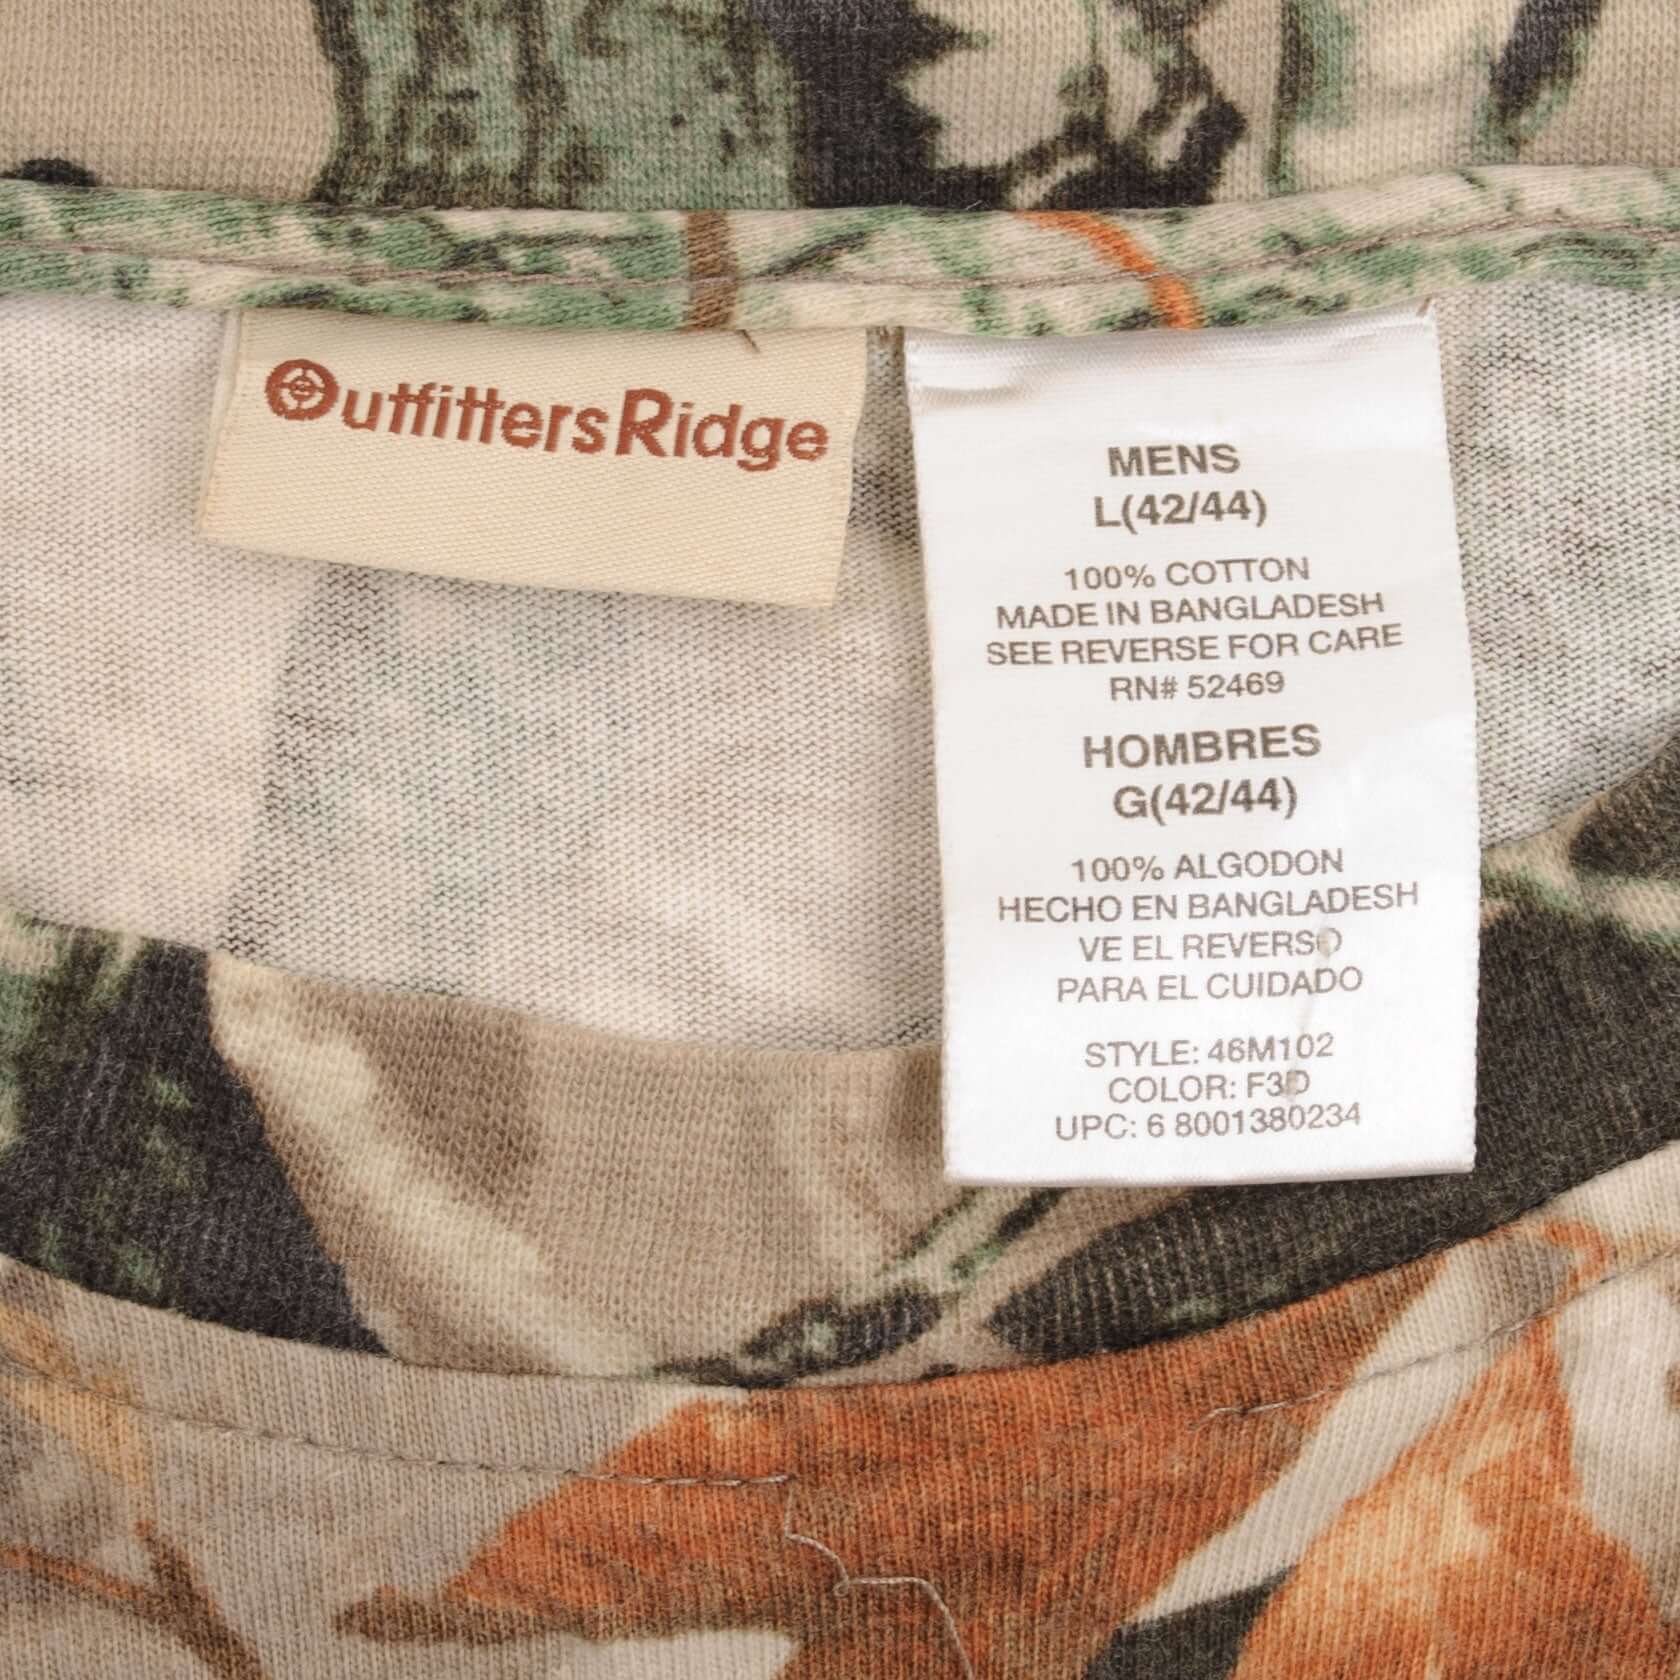 OutfittersRidge
MENS
L(42/44)
100% COTTON
MADE IN BANGLADESH
SEE REVERSE FOR CARE
RN# 52469
HOMBRES
G(42/44)
100% ALGODON
HECHO EN BANGLADESH
VE EL REVERSO
PARA EL CUIDADO
STYLE: 46M102
COLOR: F3D
UPC: 6 8001380234